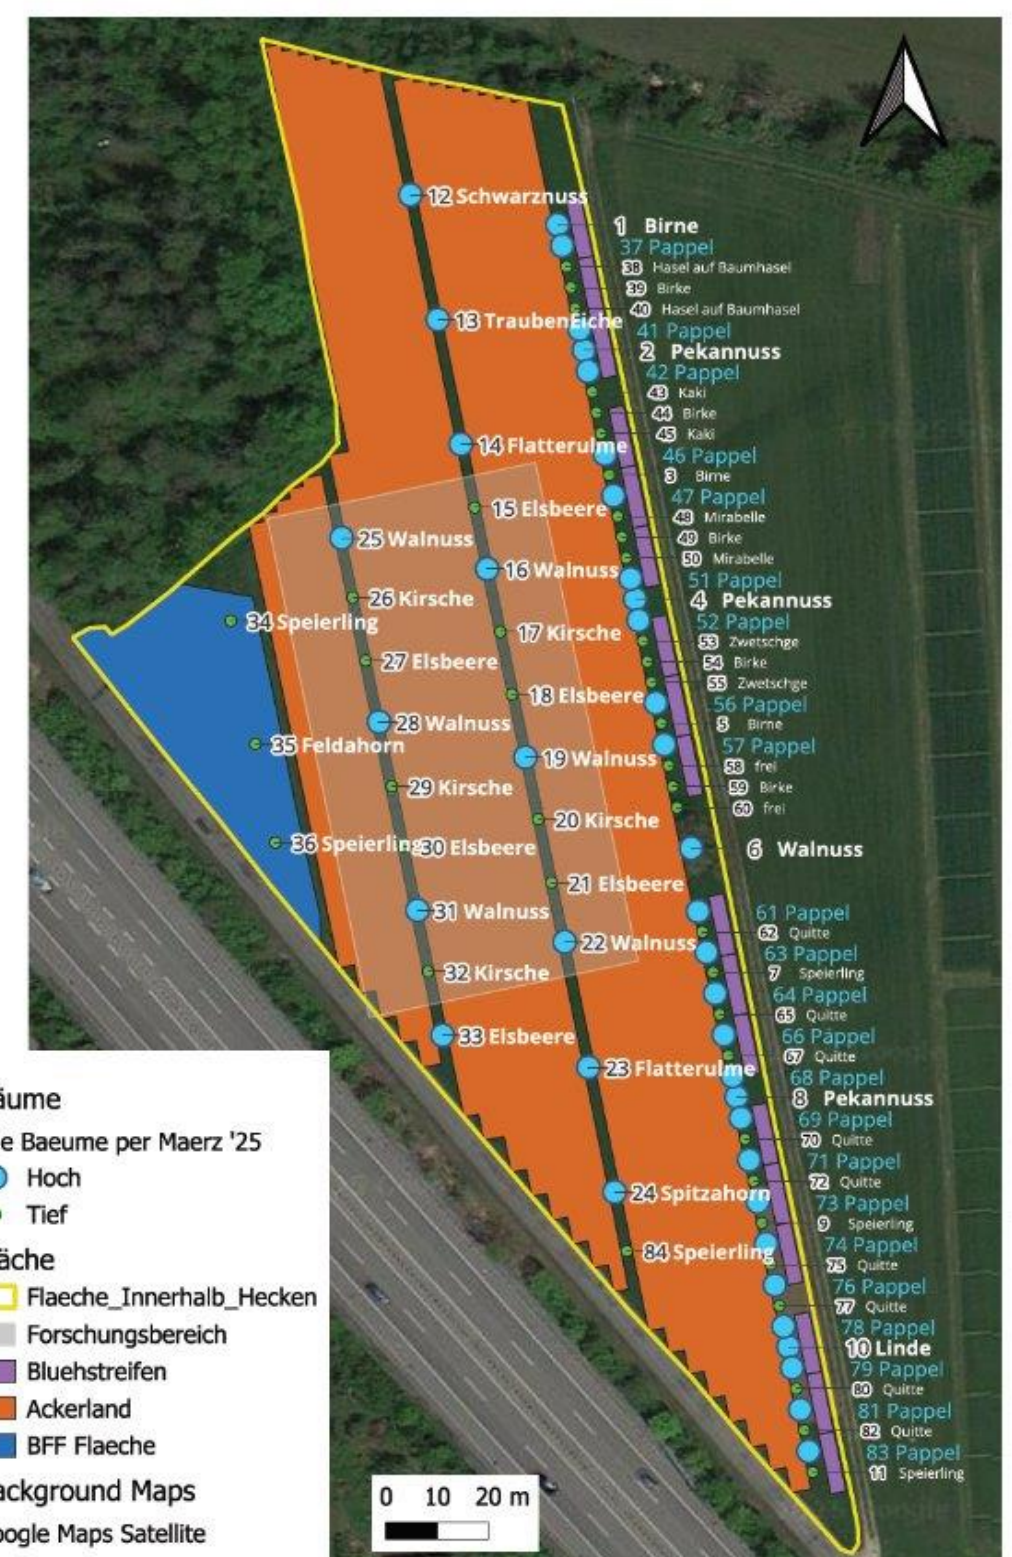 12 Schwarznuss
1 Birne
37 Pappel
38 Hasel auf Baumhasel
39 Birke
40 Hasel auf Baumhasel
13 TraubenEiche
41 Pappel
2 Pekannuss
42 Pappel
43 Kaki
44 Birke
45 Kaki
14 Flatterulme
46 Pappel
3 Birne
47 Pappel
15 Elsbeere
48 Mirabelle
25 Walnuss
49 Birke
50 Mirabelle
16 Walnuss
51 Pappel
26 Kirsche
4 Pekannuss
34 Speierling
52 Pappel
17 Kirsche
53 Zwetschge
27 Elsbeere
54 Birke
55 Zwetschge
18 Elsbeere
56 Pappel
28 Walnuss
5 Birne
35 Feldahorn
57 Pappel
19 Walnuss
58 frei
29 Kirsche
59 Birke
60 frei
20 Kirsche
36 Speierling
30 Elsbeere
6 Walnuss
21 Elsbeere
31 Walnuss
61 Pappel
62 Quitte
22 Walnuss
63 Pappel
32 Kirsche
7 Speierling
64 Pappel
65 Quitte
33 Elsbeere
66 Pappel
67 Quitte
23 Flatterulme
68 Pappel
8 Pekannuss
69 Pappel
70 Quitte
71 Pappel
72 Quitte
24 Spitzahorn
73 Pappel
9 Speierling
74 Pappel
84 Speierling
75 Quitte
76 Pappel
77 Quitte
78 Pappel
10 Linde
79 Pappel
80 Quitte
81 Pappel
82 Quitte
83 Pappel
11 Speierling
äume
e Baeume per Maerz '25
Hoch
Tief
äche
Flaeche_Innerhalb_Hecken
Forschungsbereich
Bluehstreifen
Ackerland
BFF Flaeche
ackground Maps
oogle Maps Satellite
0 10 20 m